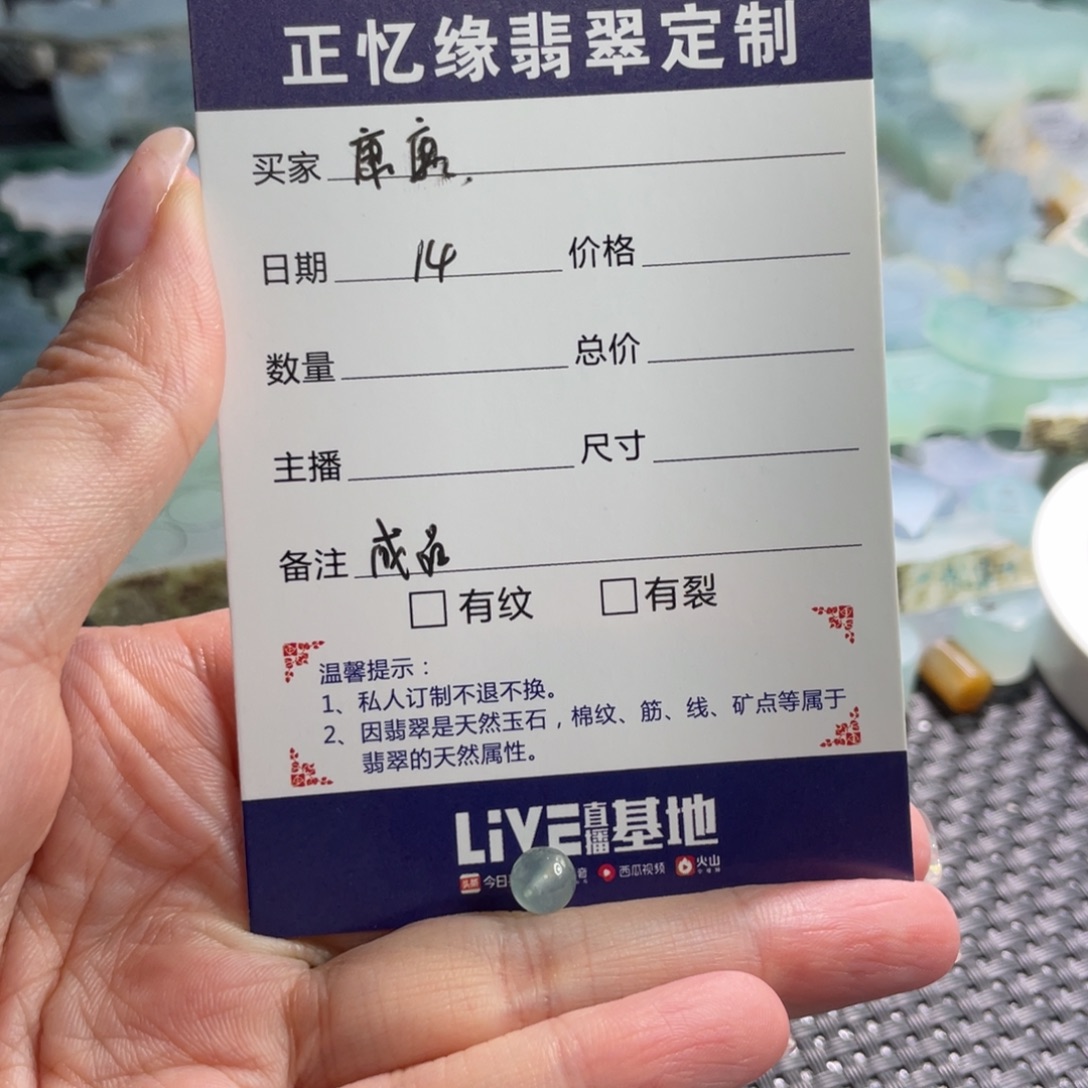 正忆缘翡翠定制
买家 康康
日期 14 价格
数量 总价
主播 尺寸
备注 成品
□有纹 □有裂
温馨提示：
1、私人订制不退不换。
2、因翡翠是天然玉石，棉纹、筋、线、矿点等属于
翡翠的天然属性。
LiVE直播基地
头条 今日 西瓜视频 火山